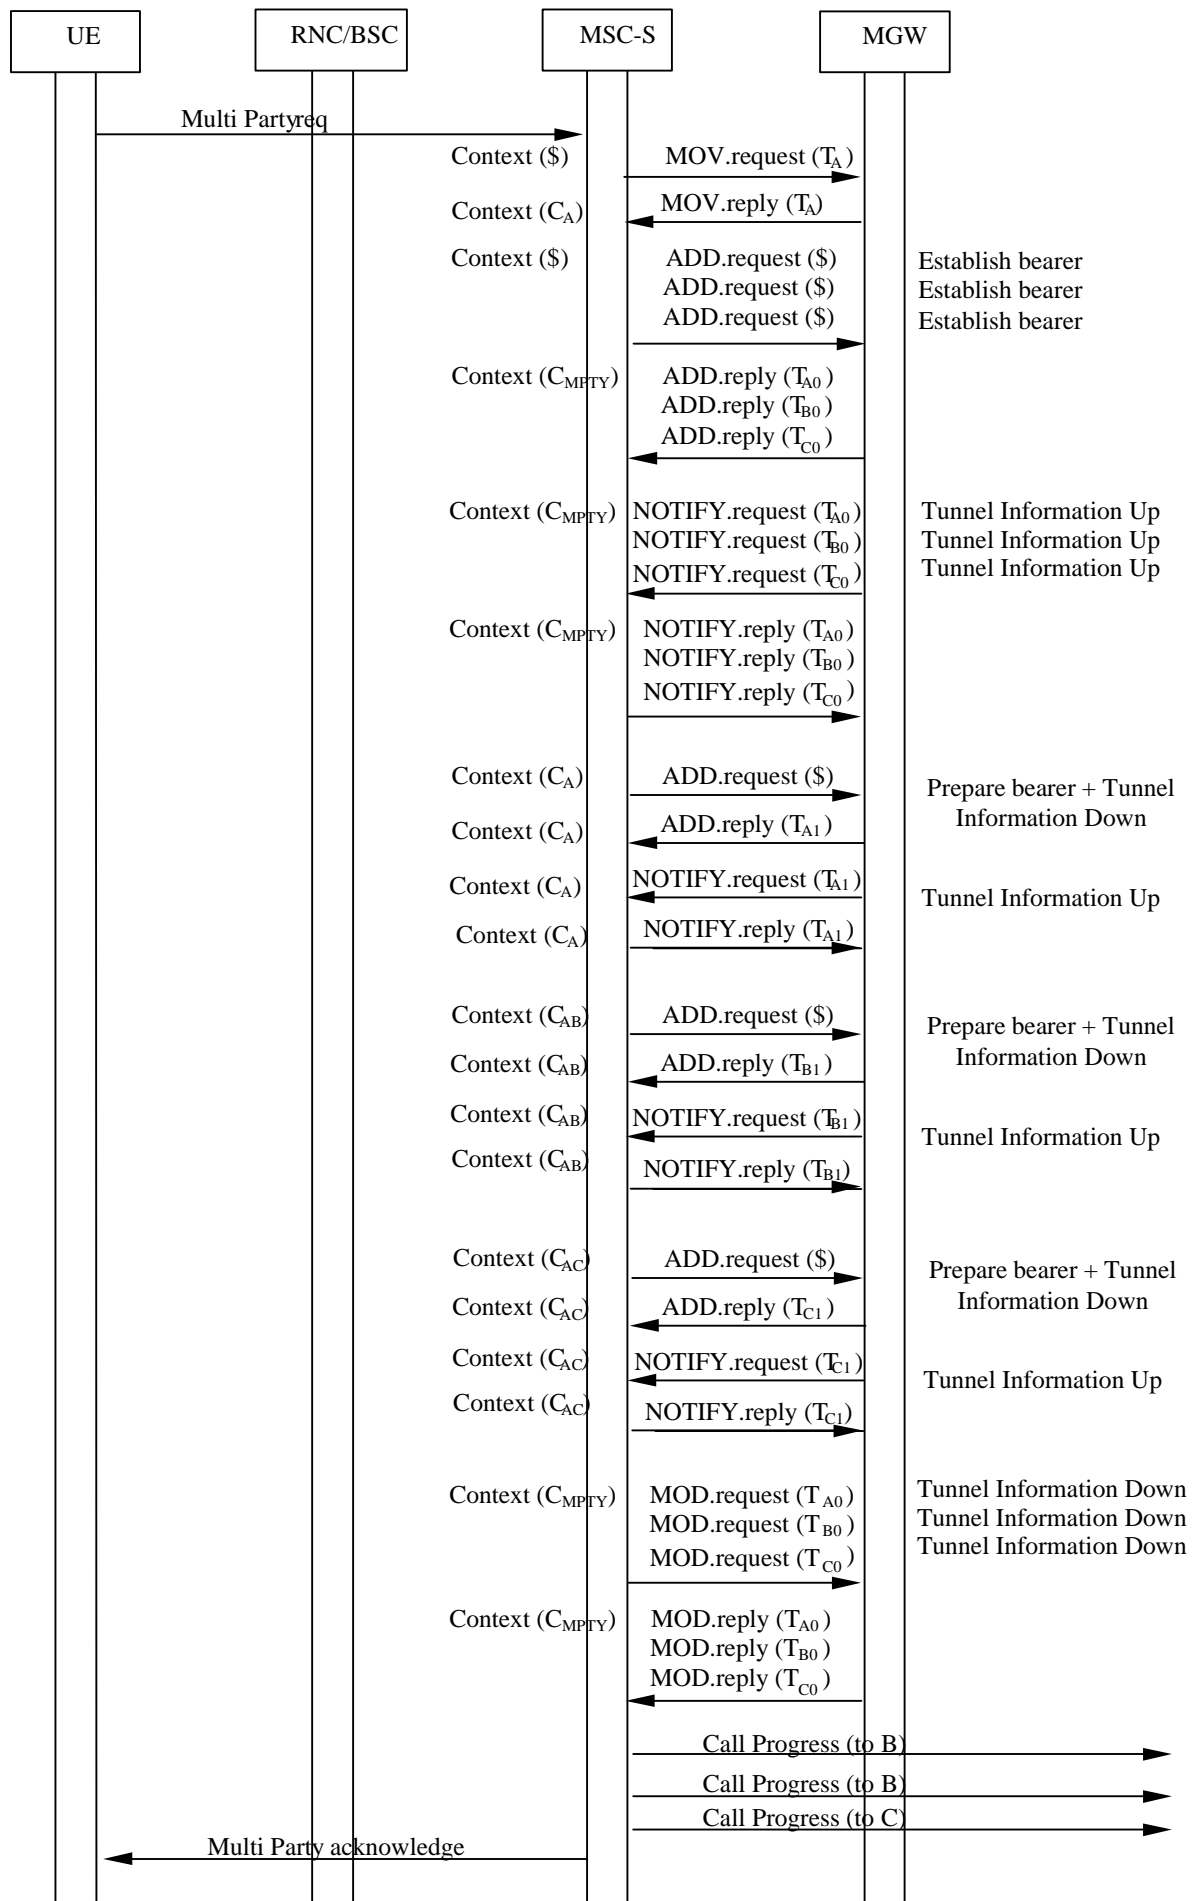 UE RNC/BSC MSC-S MGW
Multi Partyreq
Context ($) MOV.request (TA)
Context (CA) MOV.reply (TA)
Context ($) ADD.request ($) Establish bearer
ADD.request ($) Establish bearer
ADD.request ($) Establish bearer
Context (CMPTY) ADD.reply (TA0)
ADD.reply (TB0)
ADD.reply (TC0)
Context (CMPTY) NOTIFY.request (TA0) Tunnel Information Up
NOTIFY.request (TB0) Tunnel Information Up
NOTIFY.request (TC0) Tunnel Information Up
Context (CMPTY) NOTIFY.reply (TA0)
NOTIFY.reply (TB0)
NOTIFY.reply (TC0)
Context (CA) ADD.request ($) Prepare bearer + Tunnel
Information Down
Context (CA) ADD.reply (TA1)
Context (CA) NOTIFY.request (TA1) Tunnel Information Up
Context (CA) NOTIFY.reply (TA1)
Context (CAB) ADD.request ($) Prepare bearer + Tunnel
Information Down
Context (CAB) ADD.reply (TB1)
Context (CAB) NOTIFY.request (TB1) Tunnel Information Up
Context (CAB) NOTIFY.reply (TB1)
Context (CAC) ADD.request ($) Prepare bearer + Tunnel
Information Down
Context (CAC) ADD.reply (TC1)
Context (CAC) NOTIFY.request (TC1) Tunnel Information Up
Context (CAC) NOTIFY.reply (TC1)
Context (CMPTY) MOD.request (TA0) Tunnel Information Down
MOD.request (TB0) Tunnel Information Down
MOD.request (TC0) Tunnel Information Down
Context (CMPTY) MOD.reply (TA0)
MOD.reply (TB0)
MOD.reply (TC0)
Call Progress (to B)
Call Progress (to B)
Call Progress (to C)
Multi Party acknowledge